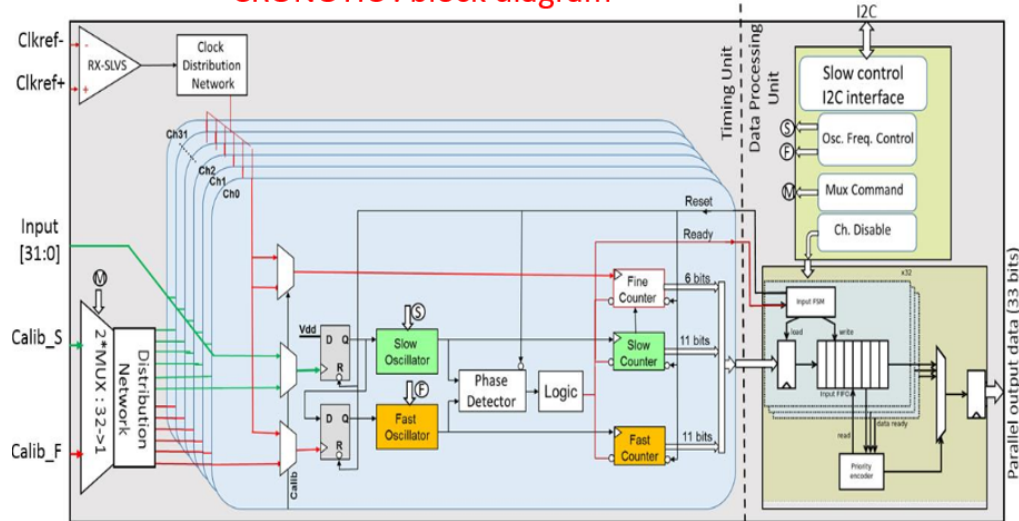 Clkref-
Clkref+
-
+
RX-SLVS
Clock
Distribution
Network
Timing Unit
Data Processing
Unit
I2C
Slow control
I2C interface
S
Osc. Freq. Control
F
M
Mux Command
Ch. Disable
Ch31
Ch2
Ch1
Ch0
Input
[31:0]
M
Calib_S
Calib_F
2*MUX : 32->1
Distribution
Network
Vdd
D Q
R
D Q
R
Calib
S
Slow
Oscillator
F
Fast
Oscillator
Phase
Detector
Logic
Reset
Ready
Fine
Counter
6 bits
Slow
Counter
11 bits
Fast
Counter
11 bits
x32
Input FSM
load
write
Input FIFO
read
data ready
Priority
encoder
Parallel output data (33 bits)